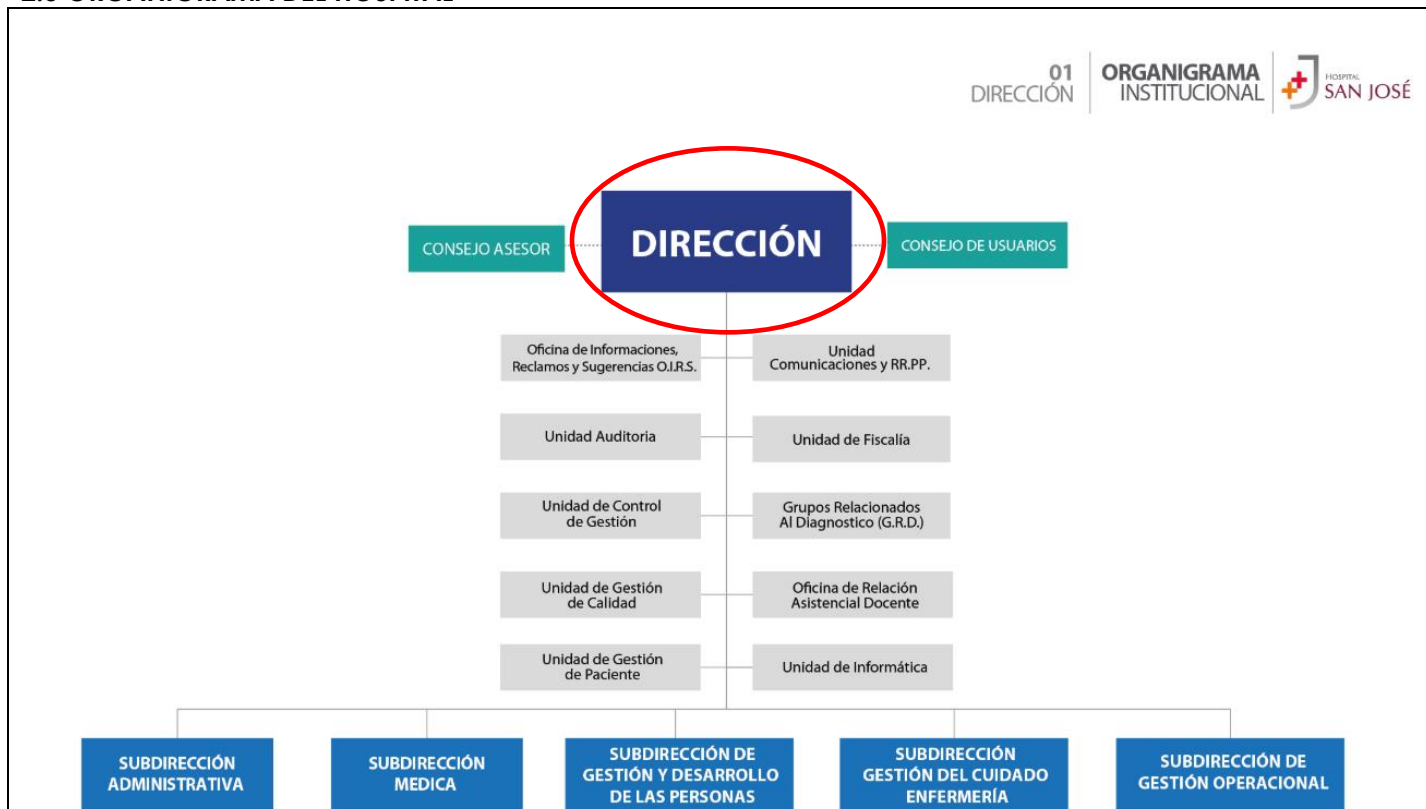 01
DIRECCIÓN
ORGANIGRAMA
INSTITUCIONAL
HOSPITAL
SAN JOSÉ
CONSEJO ASESOR
DIRECCIÓN
CONSEJO DE USUARIOS
Oficina de Informaciones,
Reclamos y Sugerencias O.I.R.S.
Unidad
Comunicaciones y RR.PP.
Unidad Auditoria
Unidad de Fiscalía
Unidad de Control
de Gestión
Grupos Relacionados
Al Diagnostico (G.R.D.)
Unidad de Gestión
de Calidad
Oficina de Relación
Asistencial Docente
Unidad de Gestión
de Paciente
Unidad de Informática
SUBDIRECCIÓN
ADMINISTRATIVA
SUBDIRECCIÓN
MEDICA
SUBDIRECCIÓN DE
GESTIÓN Y DESARROLLO
DE LAS PERSONAS
SUBDIRECCIÓN
GESTIÓN DEL CUIDADO
ENFERMERÍA
SUBDIRECCIÓN DE
GESTIÓN OPERACIONAL